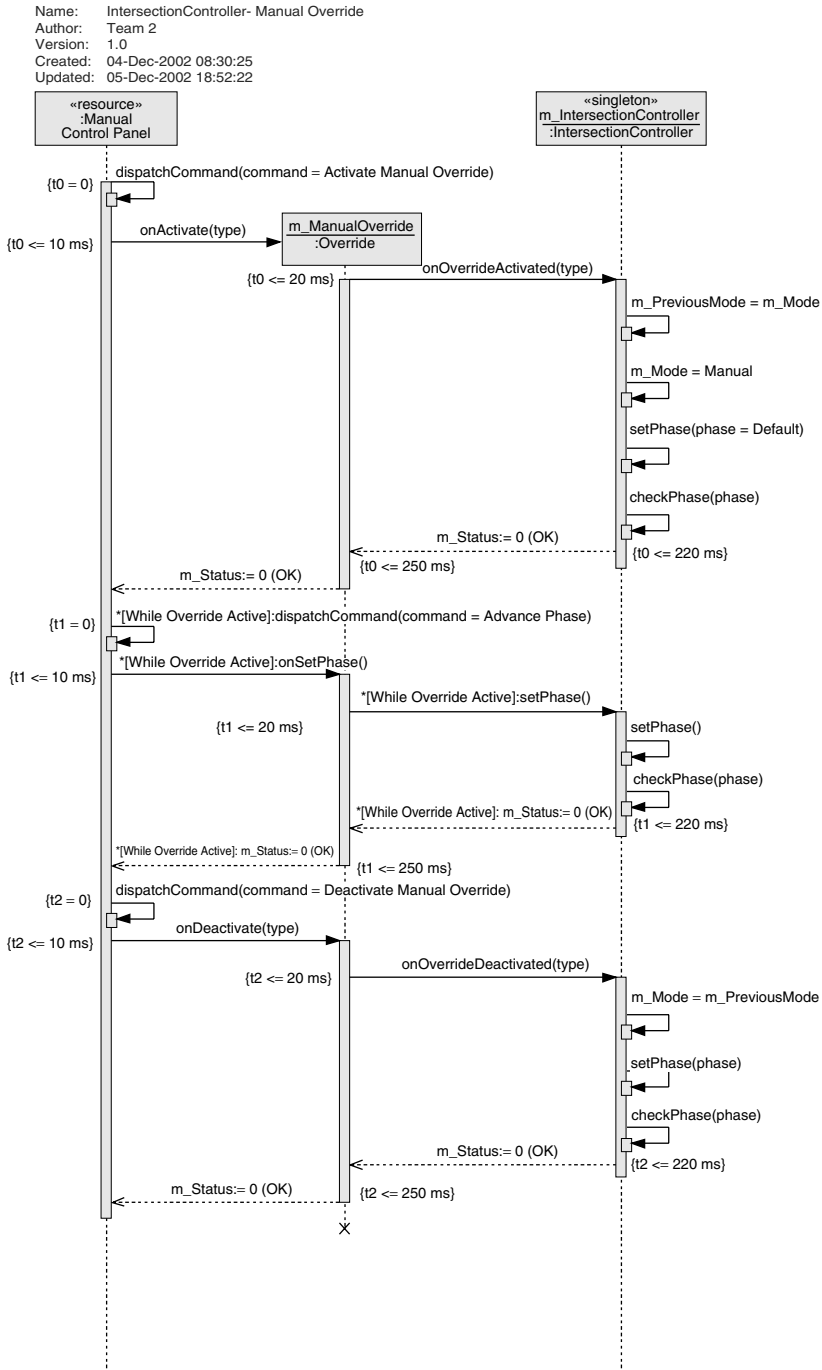 Name: IntersectionController- Manual Override
Author: Team 2
Version: 1.0
Created: 04-Dec-2002 08:30:25
Updated: 05-Dec-2002 18:52:22
«resource»
:Manual
Control Panel
«singleton»
m_IntersectionController
:IntersectionController
dispatchCommand(command = Activate Manual Override)
{t0 = 0}
onActivate(type)
{t0 <= 10 ms}
m_ManualOverride
:Override
{t0 <= 20 ms}
onOverrideActivated(type)
m_PreviousMode = m_Mode
m_Mode = Manual
setPhase(phase = Default)
checkPhase(phase)
m_Status:= 0 (OK)
{t0 <= 220 ms}
{t0 <= 250 ms}
m_Status:= 0 (OK)
*[While Override Active]:dispatchCommand(command = Advance Phase)
{t1 = 0}
*[While Override Active]:onSetPhase()
{t1 <= 10 ms}
*[While Override Active]:setPhase()
{t1 <= 20 ms}
setPhase()
checkPhase(phase)
*[While Override Active]: m_Status:= 0 (OK)
{t1 <= 220 ms}
*[While Override Active]: m_Status:= 0 (OK)
{t1 <= 250 ms}
dispatchCommand(command = Deactivate Manual Override)
{t2 = 0}
onDeactivate(type)
{t2 <= 10 ms}
onOverrideDeactivated(type)
{t2 <= 20 ms}
m_Mode = m_PreviousMode
setPhase(phase)
checkPhase(phase)
m_Status:= 0 (OK)
{t2 <= 220 ms}
m_Status:= 0 (OK)
{t2 <= 250 ms}